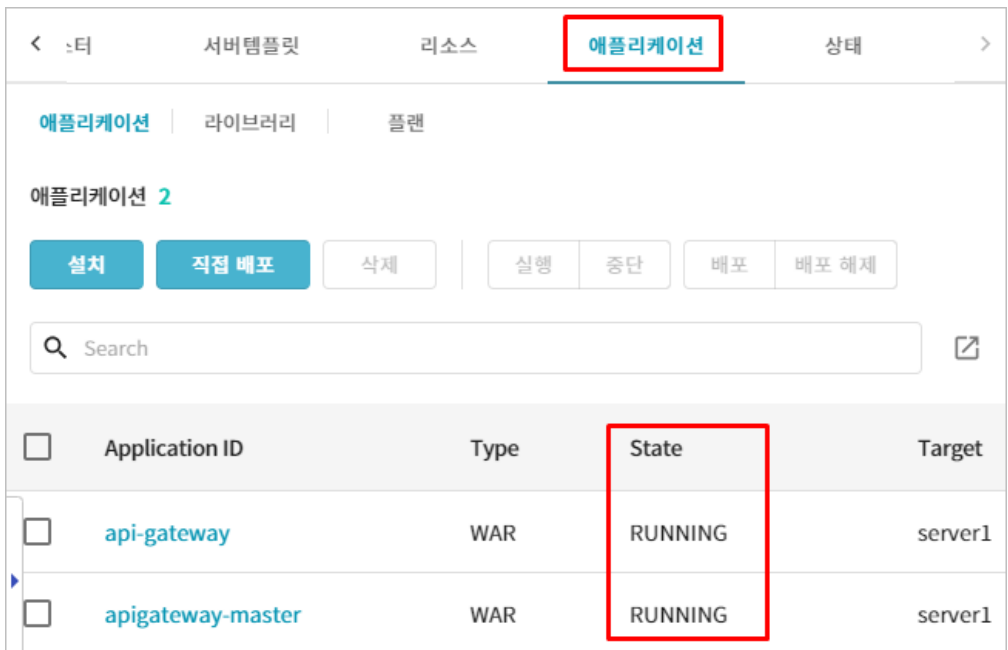 서버템플릿 리소스 애플리케이션 상태
애플리케이션 라이브러리 플랜
애플리케이션 2
설치 직접 배포 삭제 실행 중단 배포 배포 해제
Search
Application ID Type State Target
api-gateway WAR RUNNING server1
apigateway-master WAR RUNNING server1